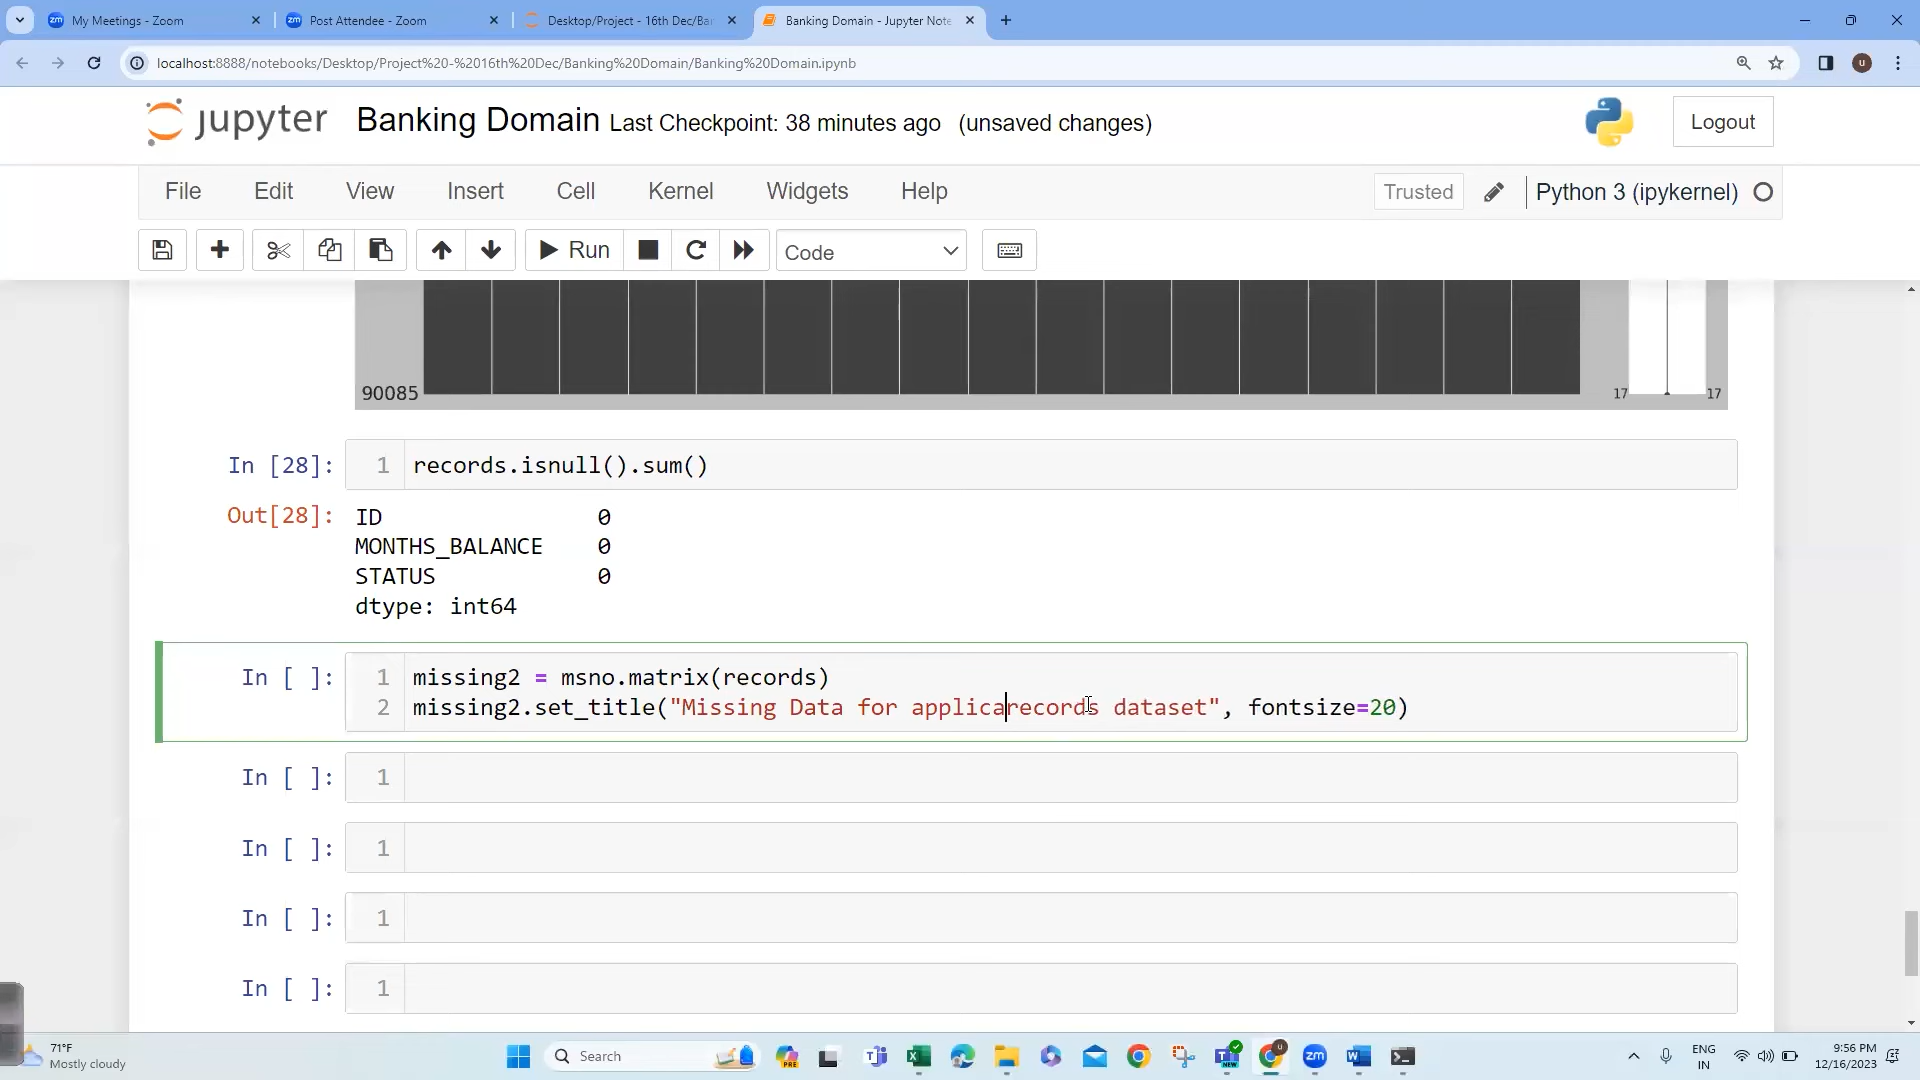 My Meetings - Zoom
Post Attendee - Zoom
Desktop/Project - 16th Dec/Ban
Banking Domain - Jupyter Note
localhost:8888/notebooks/Desktop/Project%20-%2016th%20Dec/Banking%20Domain/Banking%20Domain.ipynb
jupyter Banking Domain Last Checkpoint: 38 minutes ago (unsaved changes)
Logout
File Edit View Insert Cell Kernel Widgets Help
Trusted
Python 3 (ipykernel)
Run
Code
90085
17 17
In [28]: 1 records.isnull().sum()
Out[28]: ID 0
MONTHS_BALANCE 0
STATUS 0
dtype: int64
In [ ]: 1 missing2 = msno.matrix(records)
2 missing2.set_title("Missing Data for applicarecords dataset", fontsize=20)
In [ ]: 1
In [ ]: 1
In [ ]: 1
In [ ]: 1
71°F
Mostly cloudy
Search
ENG
IN
9:56 PM
12/16/2023